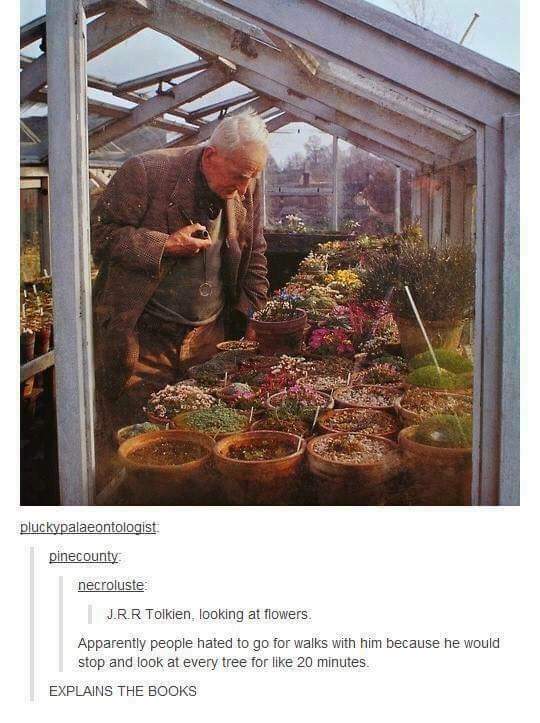 pluckypalaeontologist:
pinecounty:
necroluste:
J.R.R Tolkien, looking at flowers.
Apparently people hated to go for walks with him because he would
stop and look at every tree for like 20 minutes.
EXPLAINS THE BOOKS